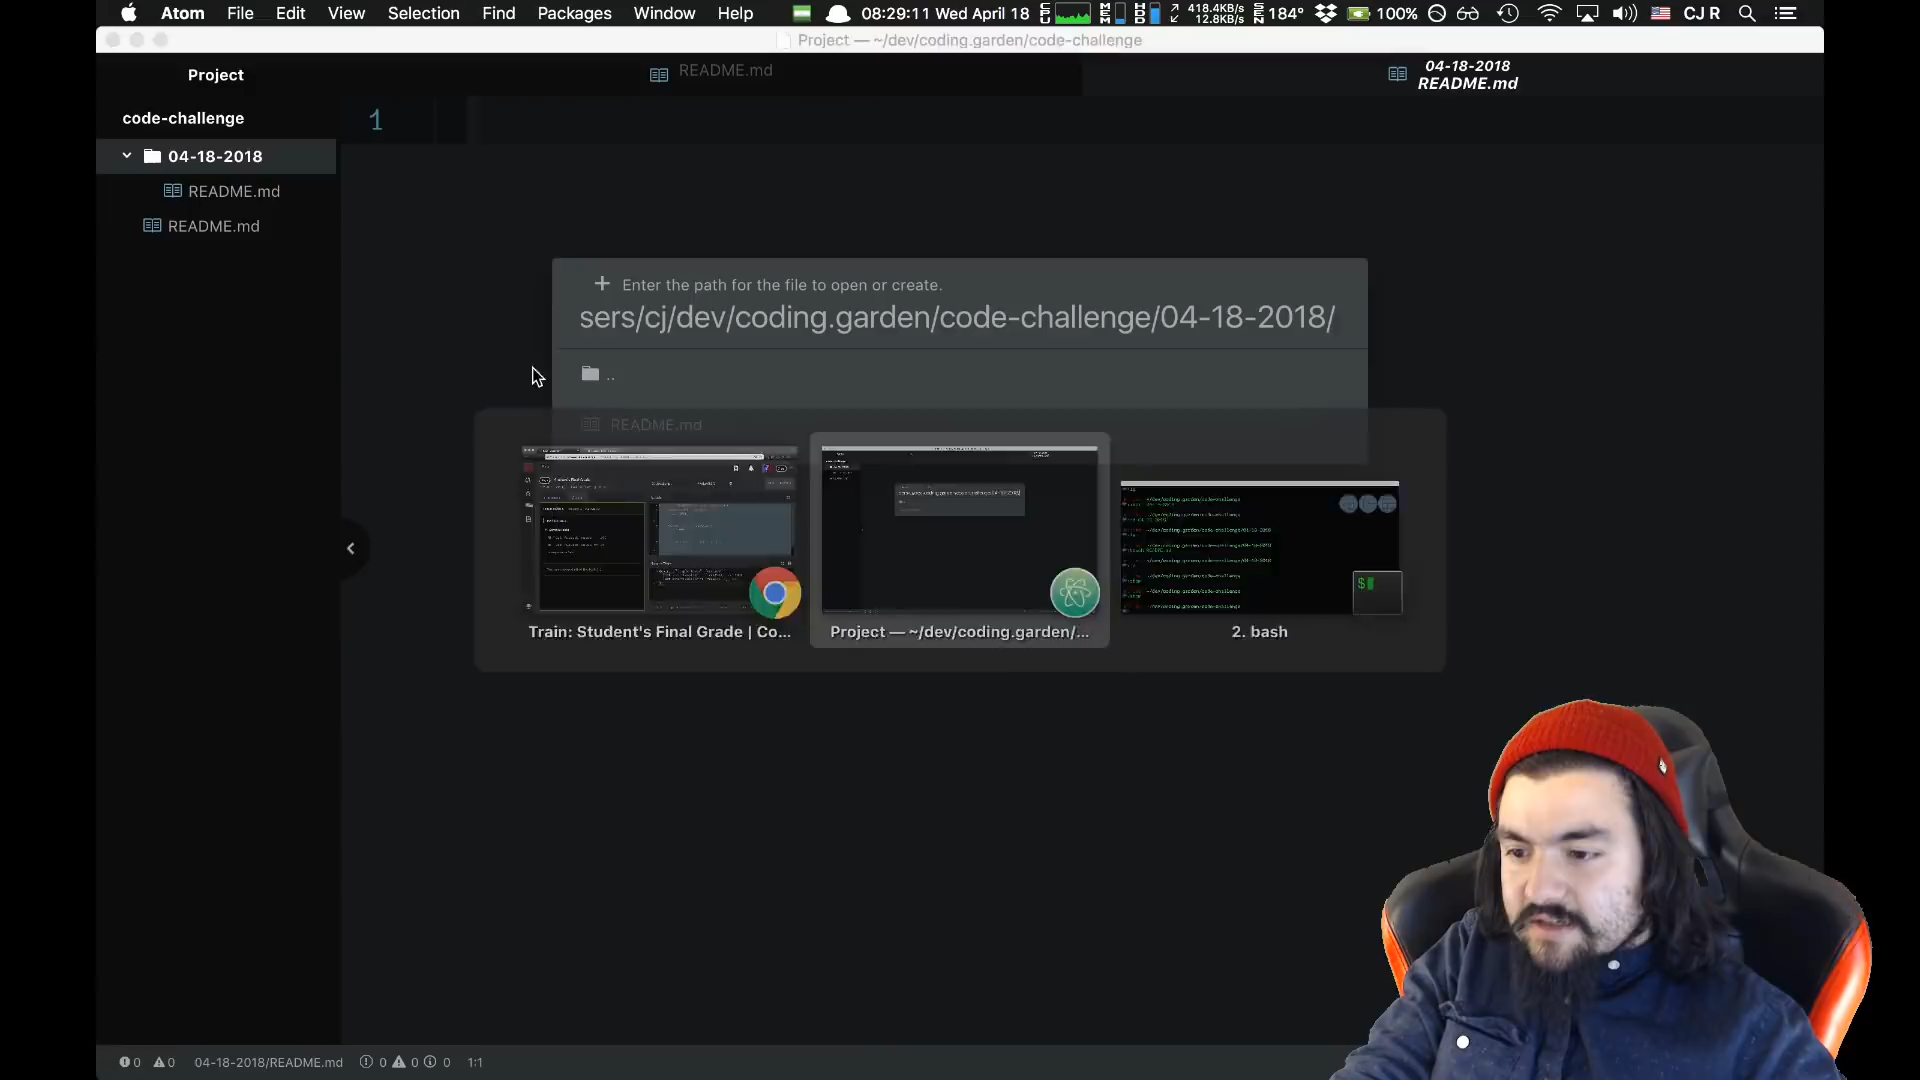 Atom File Edit View Selection Find Packages Window Help 08:29:11 Wed April 18 418.4KB/s 12.8KB/s 184° 100% CJ R
Project — ~/dev/coding.garden/code-challenge
Project
README.md
04-18-2018
README.md
code-challenge
1
04-18-2018
README.md
README.md
Enter the path for the file to open or create.
sers/cj/dev/coding.garden/code-challenge/04-18-2018/
..
README.md
Train: Student's Final Grade | Co...
Project — ~/dev/coding.garden/...
2. bash
0 0 04-18-2018/README.md 0 0 0 1:1